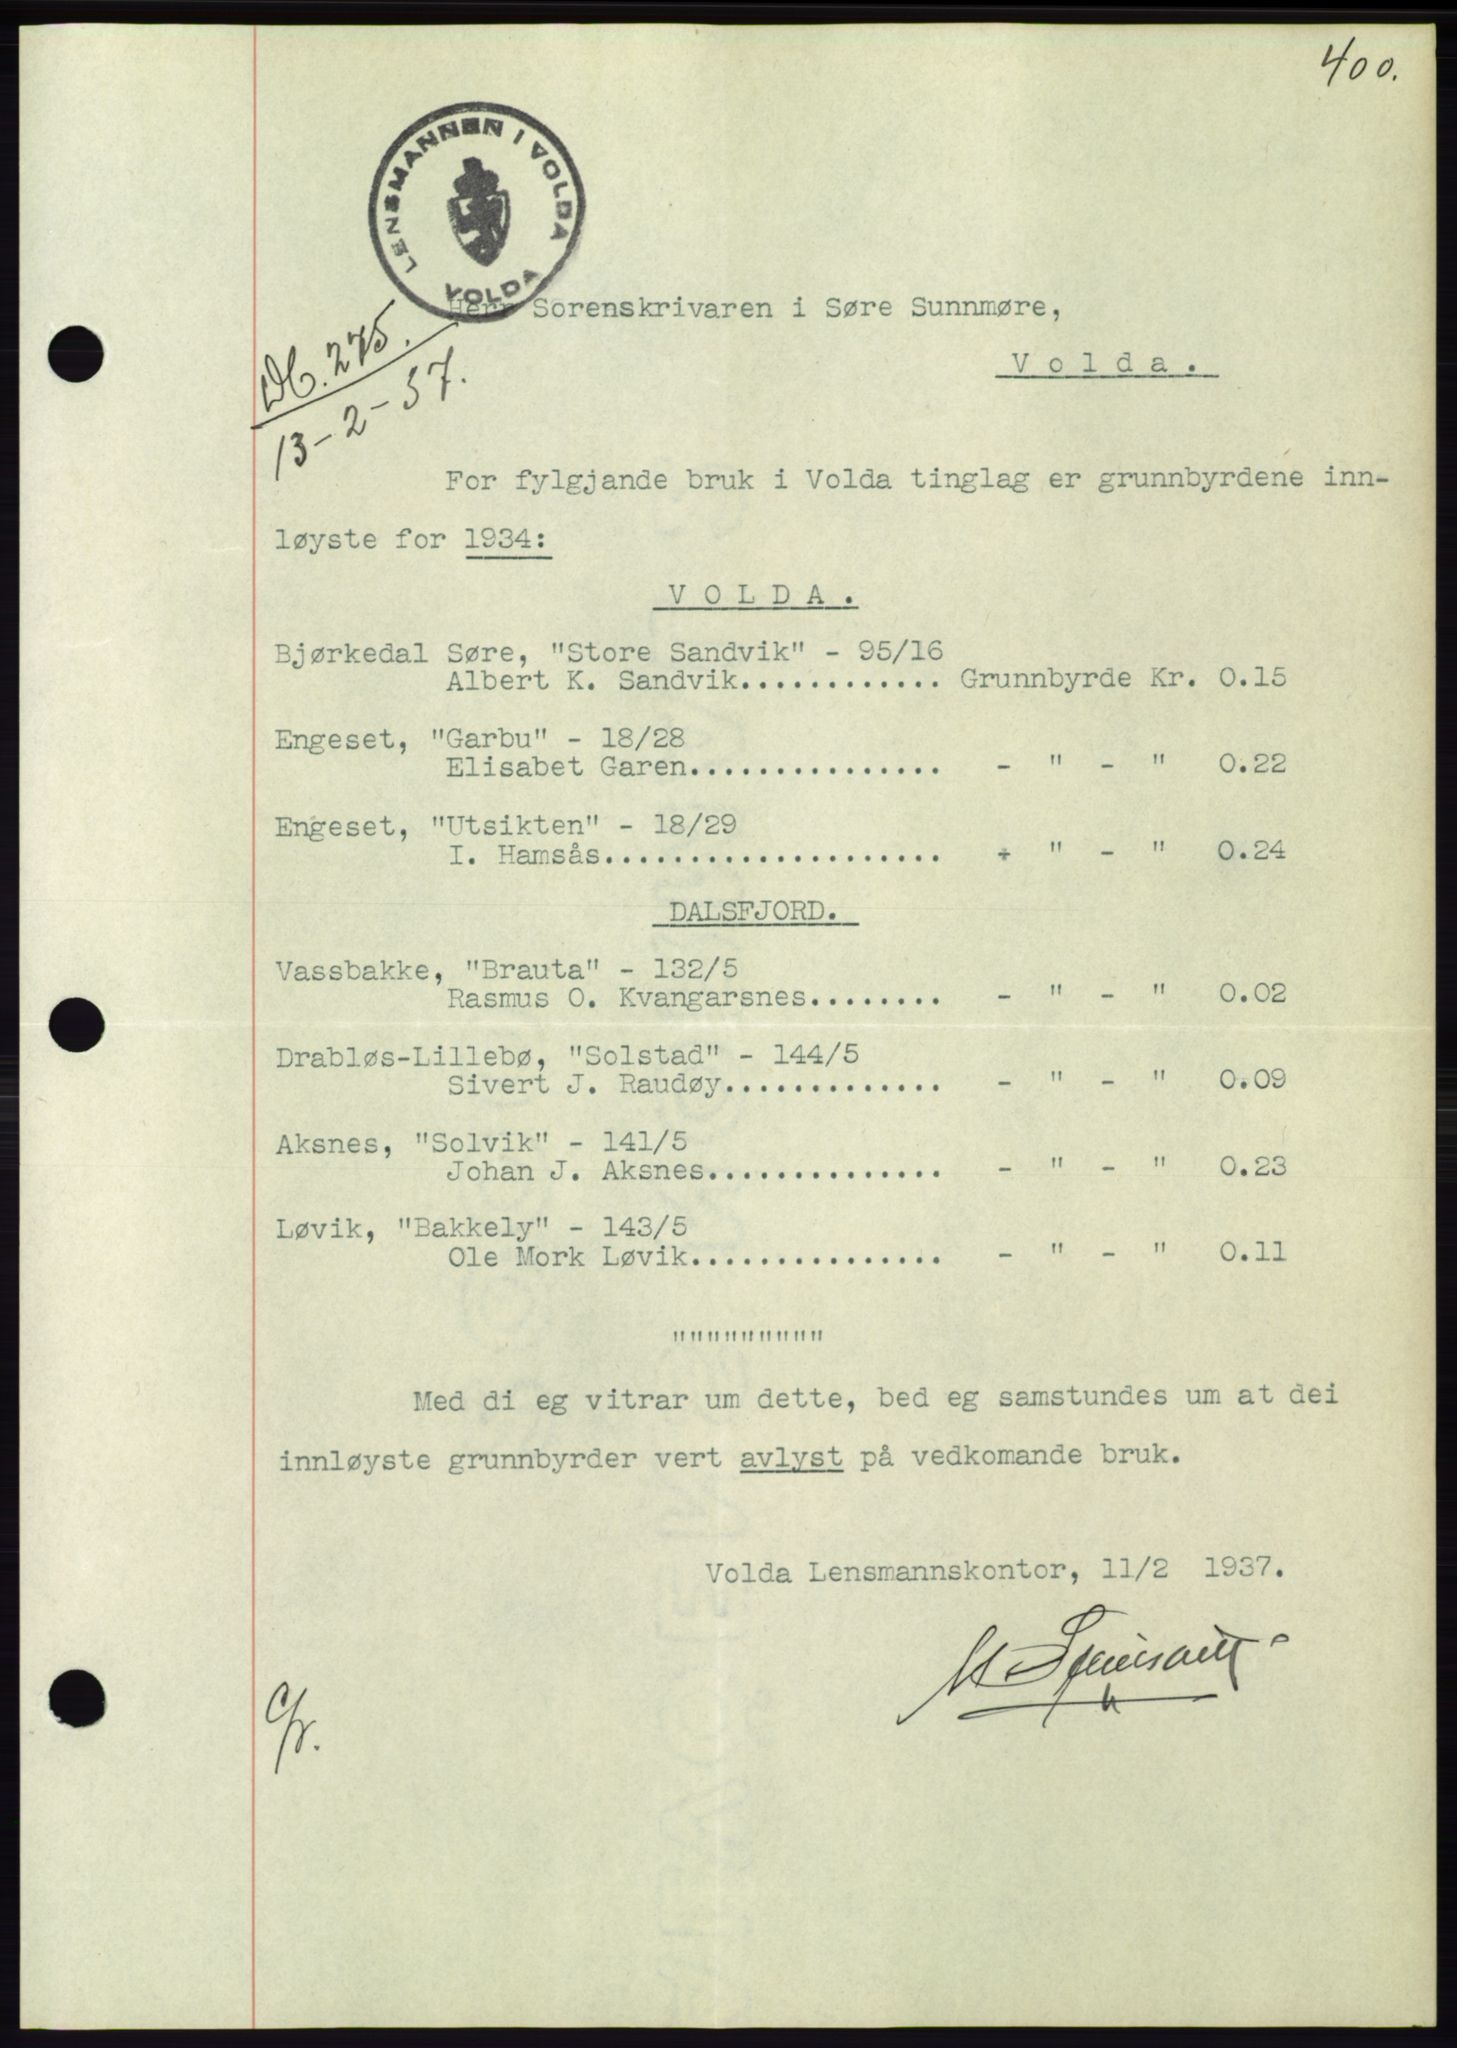 400.
LENSMANNEN I VOLDA
VOLDA
Herr Sorenskrivaren i Søre Sunnmøre,
Volda.
Db. 275.
13-2-37.
For fylgjande bruk i Volda tinglag er grunnbyrdene inn-
løyste for 1934:
VOLDA.
Bjørkedal Søre, "Store Sandvik" - 95/16
Albert K. Sandvik............ Grunnbyrde Kr. 0.15
Engeset, "Garbu" - 18/28
Elisabet Garen............... - " - " 0.22
Engeset, "Utsikten" - 18/29
I. Hamsås.................... - " - " 0.24
DALSFJORD.
Vassbakke, "Brauta" - 132/5
Rasmus O. Kvangarsnes........ - " - " 0.02
Drabløs-Lillebø, "Solstad" - 144/5
Sivert J. Raudøy............. - " - " 0.09
Aksnes, "Solvik" - 141/5
Johan J. Aksnes.............. - " - " 0.23
Løvik, "Bakkely" - 143/5
Ole Mork Løvik............... - " - " 0.11
"""""""""
Med di eg vitrar um dette, bed eg samstundes um at dei
innløyste grunnbyrder vert avlyst på vedkomande bruk.
Volda Lensmannskontor, 11/2 1937.